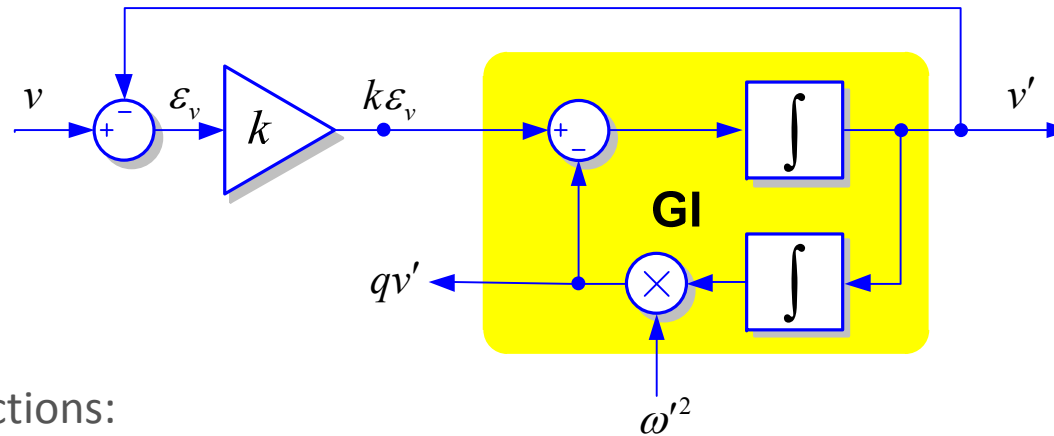 v
ε_v
k
kε_v
v′
+
−
+
−
∫
GI
qv′
×
∫
ω′²
ctions: